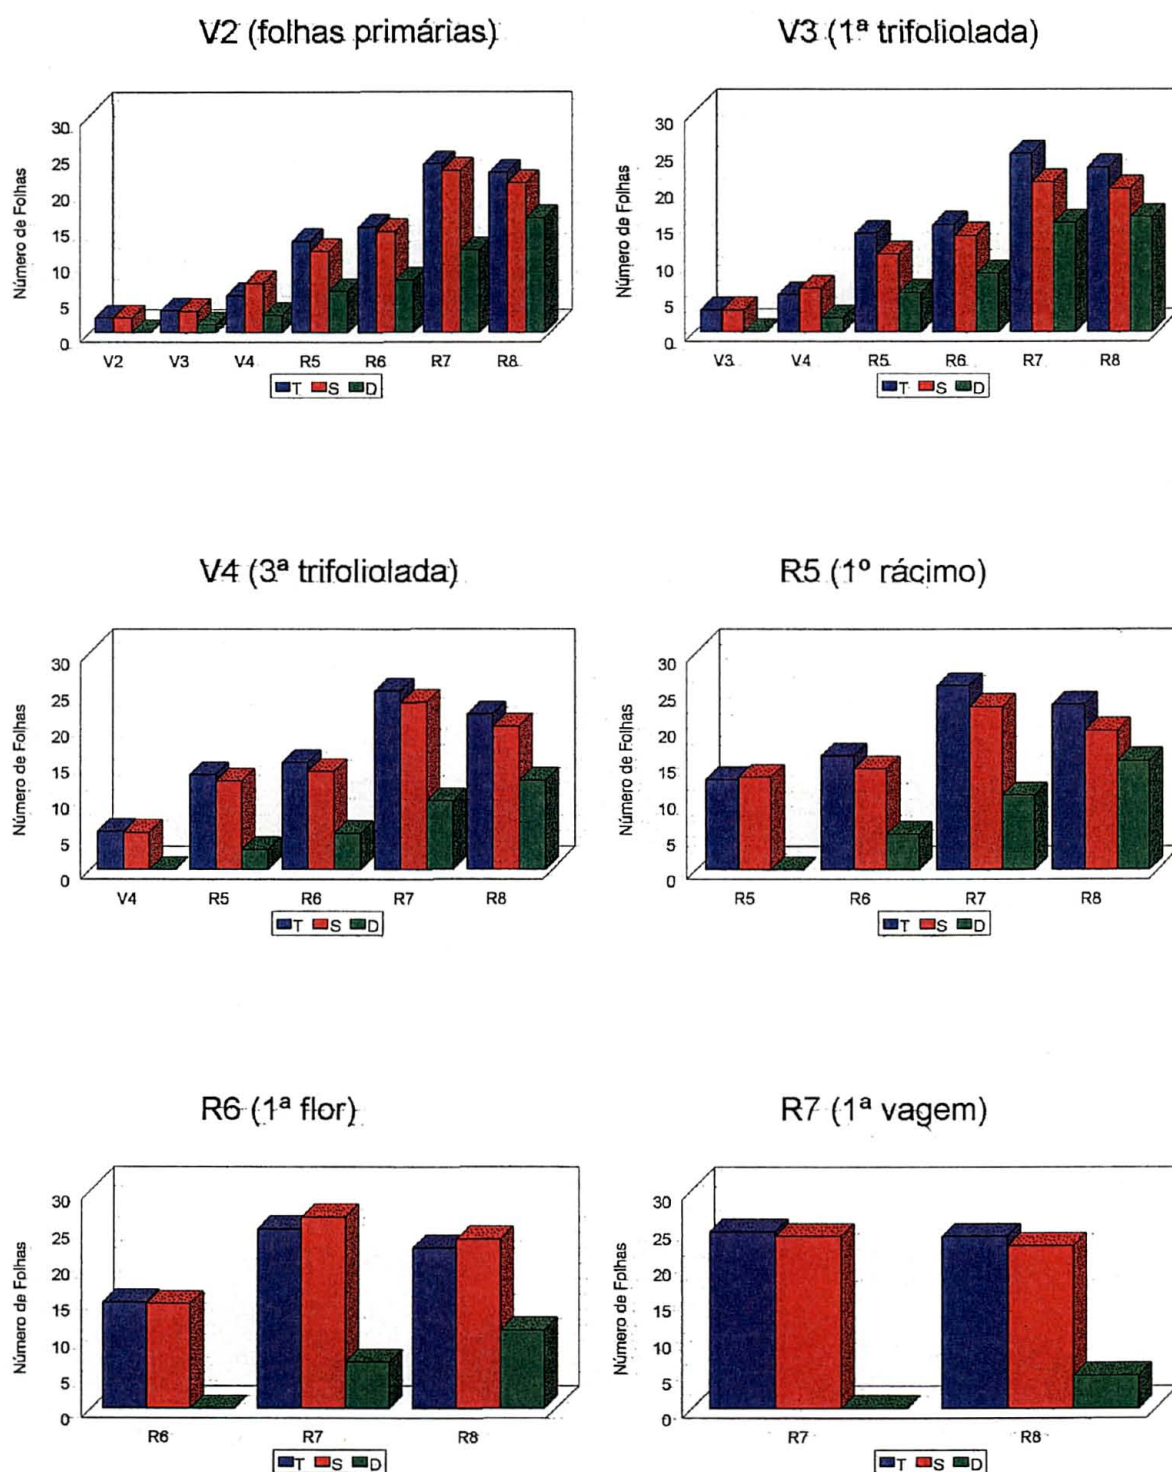 V2 (folhas primárias)
Número de Folhas
30
25
20
15
10
5
0
V2 V3 V4 R5 R6 R7 R8
T S D
V3 (1ª trifoliolada)
Número de Folhas
30
25
20
15
10
5
0
V3 V4 R5 R6 R7 R8
T S D
V4 (3ª trifoliolada)
Número de Folhas
30
25
20
15
10
5
0
V4 R5 R6 R7 R8
T S D
R5 (1º rácimo)
Número de Folhas
30
25
20
15
10
5
0
R5 R6 R7 R8
T S D
R6 (1ª flor)
Número de Folhas
30
25
20
15
10
5
0
R6 R7 R8
T S D
R7 (1ª vagem)
Número de Folhas
30
25
20
15
10
5
0
R7 R8
T S D